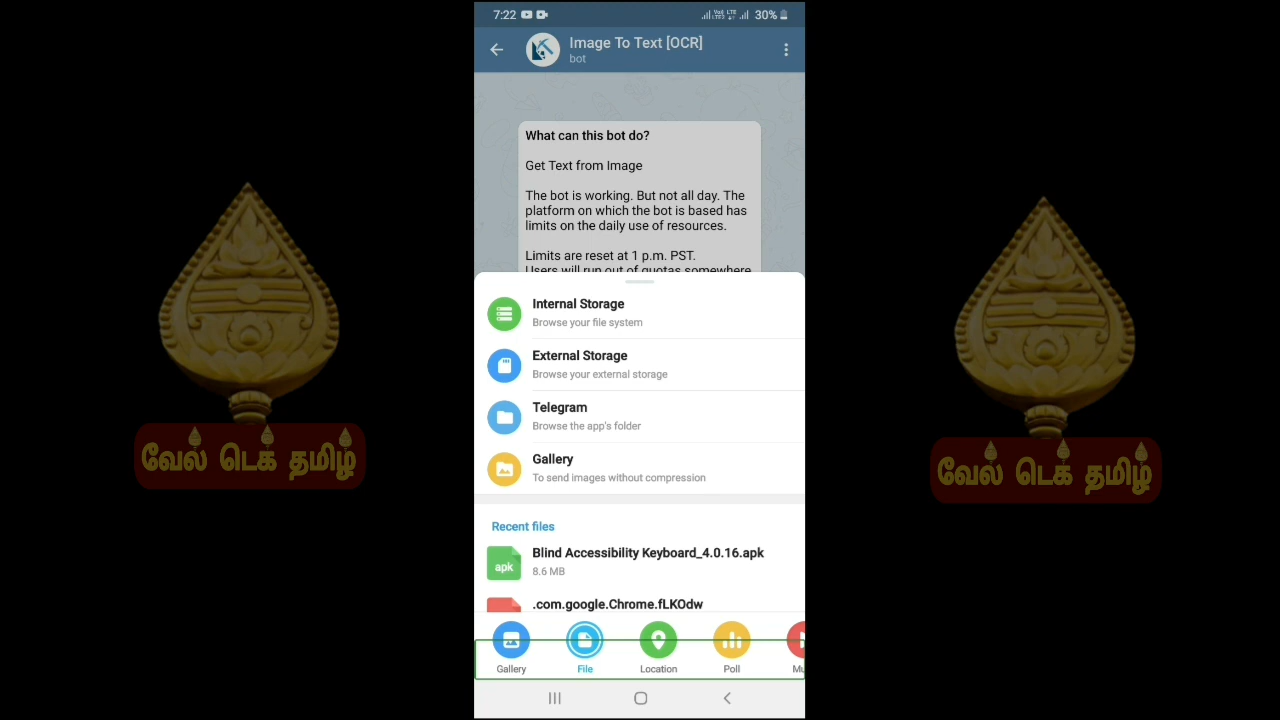 7:22
30%
Image To Text [OCR]
bot
What can this bot do?
Get Text from Image
The bot is working. But not all day. The
platform on which the bot is based has
limits on the daily use of resources.
Limits are reset at 1 p.m. PST.
Users will run out of quotas somewhere
Internal Storage
Browse your file system
External Storage
Browse your external storage
Telegram
Browse the app's folder
Gallery
To send images without compression
Recent files
apk
Blind Accessibility Keyboard_4.0.16.apk
8.6 MB
.com.google.Chrome.fLKOdw
Gallery
File
Location
Poll
வேல் டெக் தமிழ்
வேல் டெக் தமிழ்